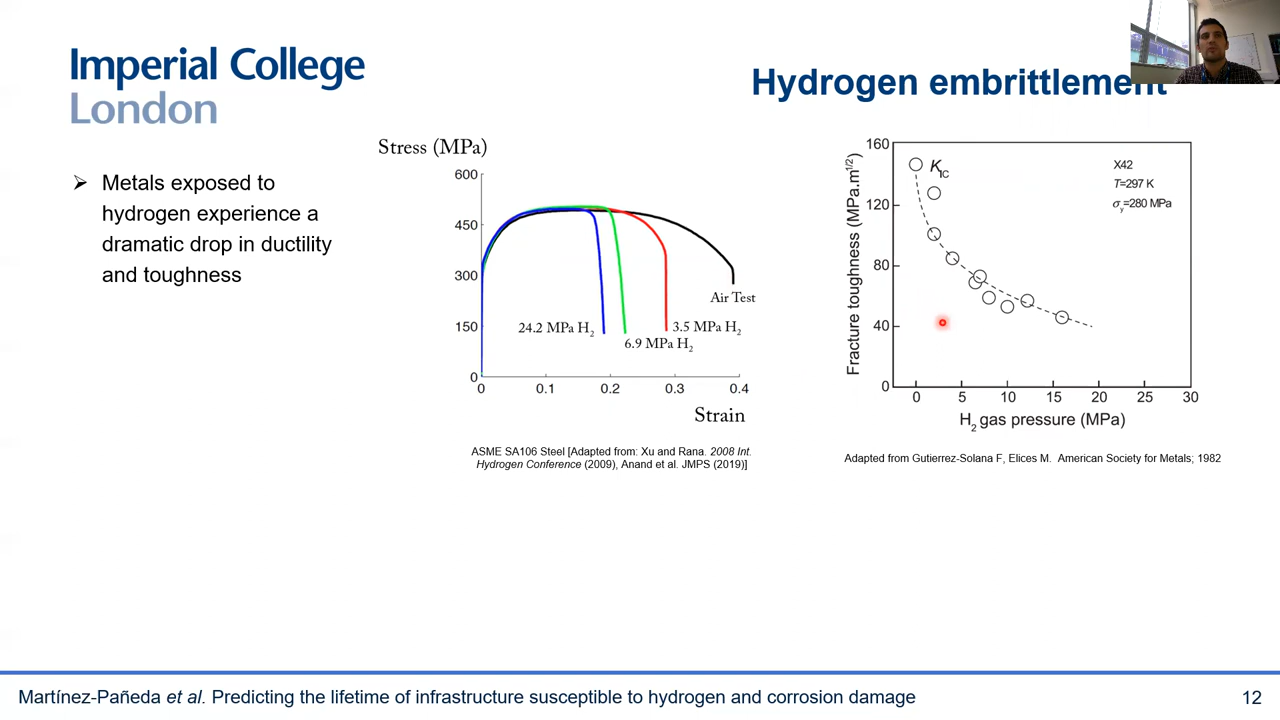 Imperial College
London
Hydrogen embrittlement
➢ Metals exposed to
hydrogen experience a
dramatic drop in ductility
and toughness
Stress (MPa)
600
450
300
150
0
0
0.1
0.2
0.3
0.4
Strain
Air Test
24.2 MPa H2
3.5 MPa H2
6.9 MPa H2
ASME SA106 Steel [Adapted from: Xu and Rana. 2008 Int.
Hydrogen Conference (2009), Anand et al. JMPS (2019)]
Fracture toughness (MPa.m1/2)
160
120
80
40
0
KIC
X42
T=297 K
σy=280 MPa
0
5
10
15
20
25
30
H2 gas pressure (MPa)
Adapted from Gutierrez-Solana F, Elices M. American Society for Metals; 1982
Martínez-Pañeda et al. Predicting the lifetime of infrastructure susceptible to hydrogen and corrosion damage
12